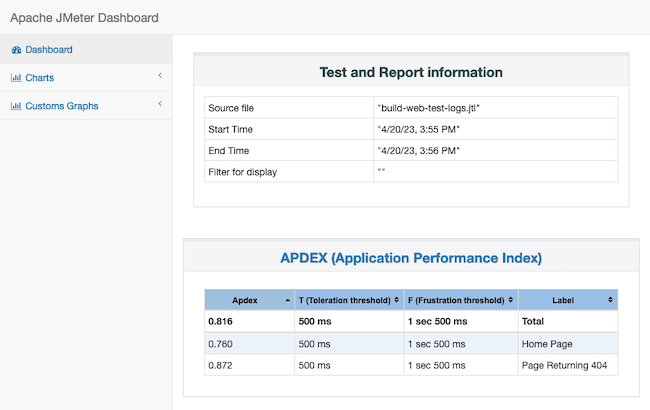 Apache JMeter Dashboard
Dashboard
Charts
Customs Graphs
Test and Report information
Source file "build-web-test-logs.jtl"
Start Time "4/20/23, 3:55 PM"
End Time "4/20/23, 3:56 PM"
Filter for display ""
APDEX (Application Performance Index)
Apdex T (Toleration threshold) F (Frustration threshold) Label
0.816 500 ms 1 sec 500 ms Total
0.760 500 ms 1 sec 500 ms Home Page
0.872 500 ms 1 sec 500 ms Page Returning 404